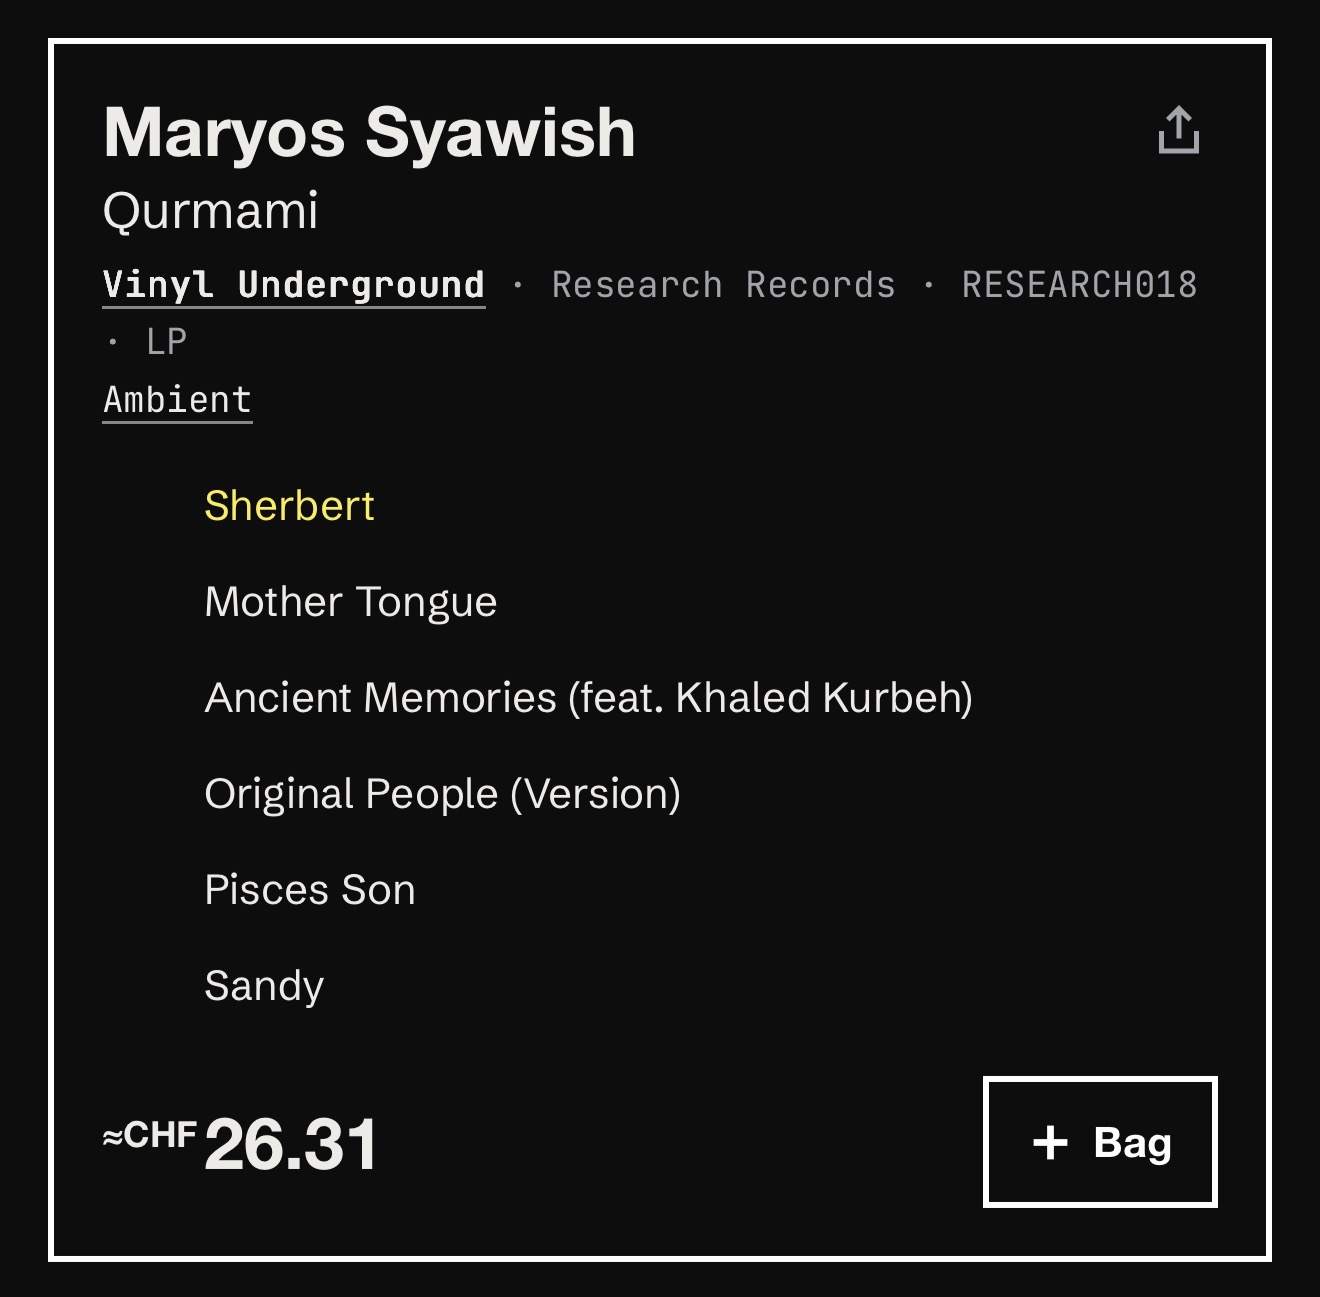 Maryos Syawish
Qurmami
Vinyl Underground · Research Records · RESEARCH018
· LP
Ambient
Sherbert
Mother Tongue
Ancient Memories (feat. Khaled Kurbeh)
Original People (Version)
Pisces Son
Sandy
≈CHF 26.31
+ Bag